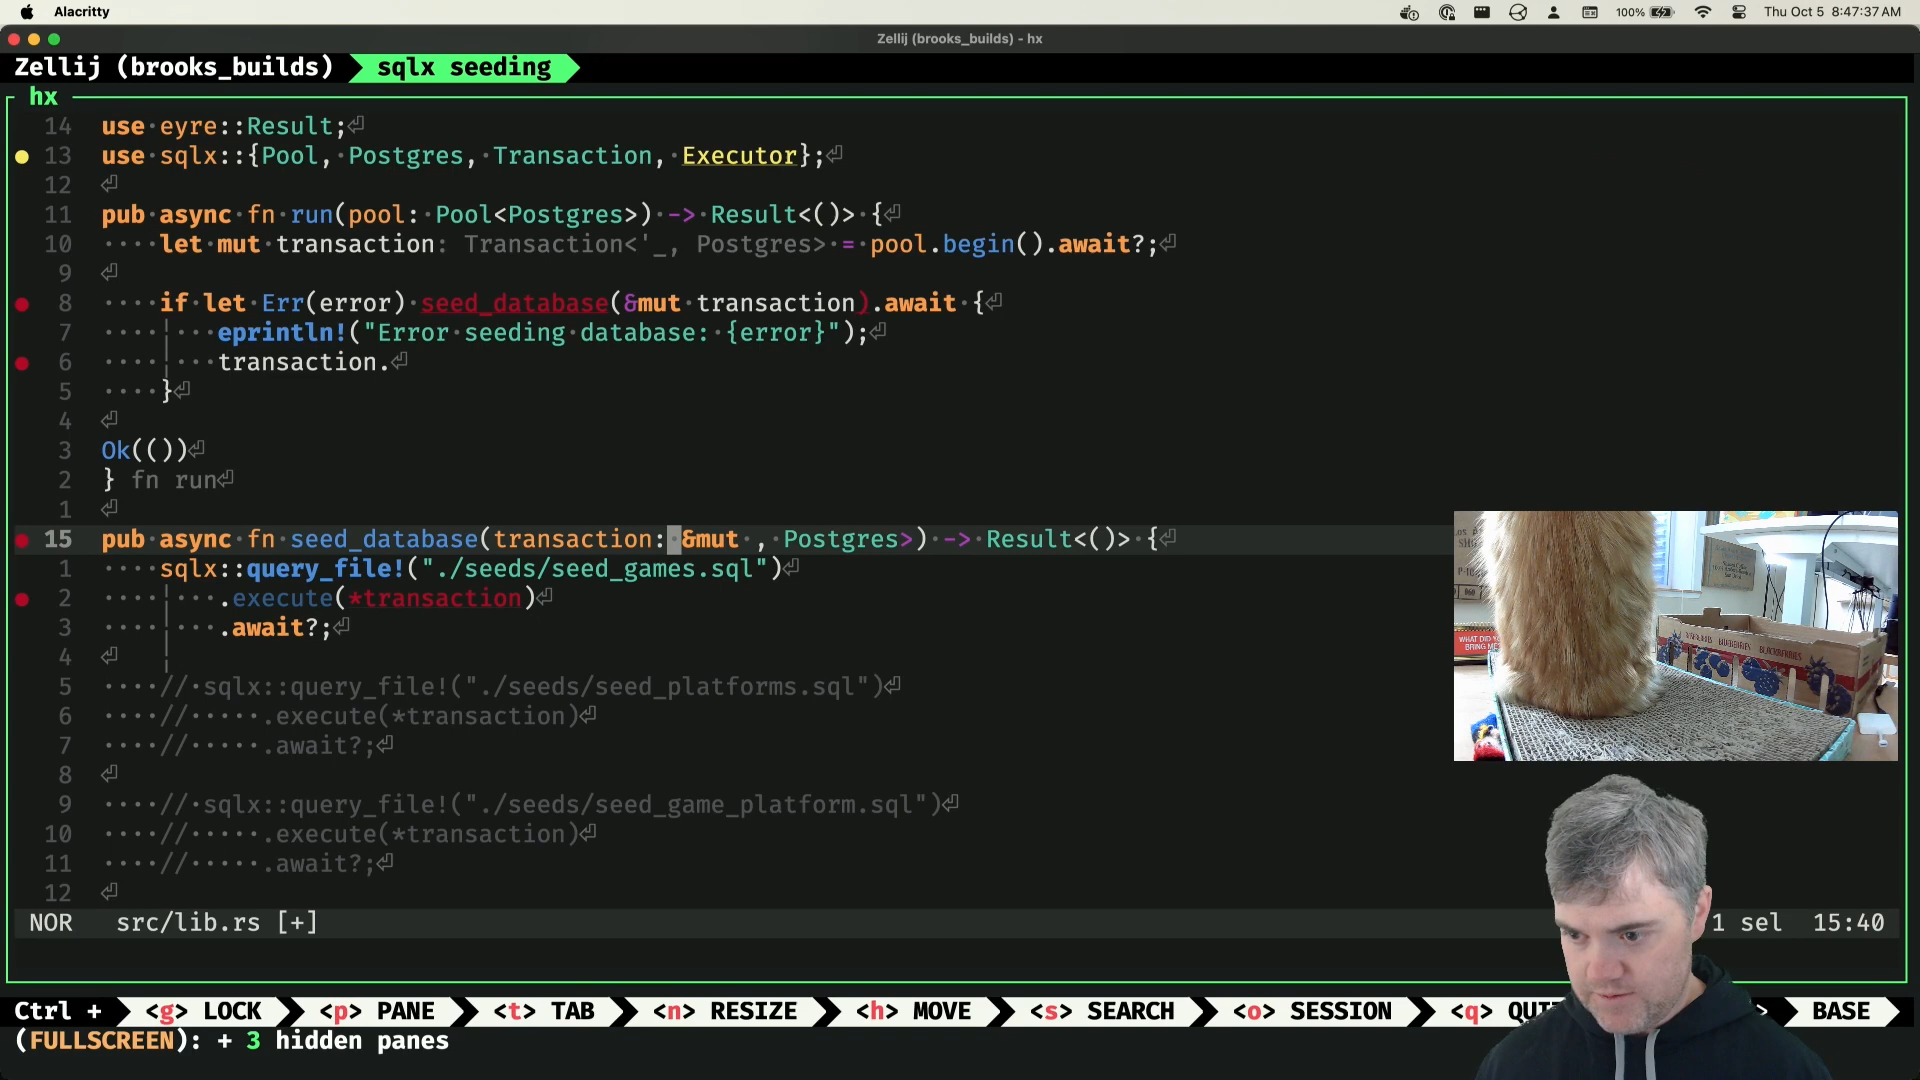 Alacritty
100%
Thu Oct 5 8:47:37 AM
Zellij (brooks_builds) - hx
Zellij (brooks_builds)
sqlx seeding
hx
14 use eyre::Result;
13 use sqlx::{Pool, Postgres, Transaction, Executor};
12
11 pub async fn run(pool: Pool<Postgres>) -> Result<()> {
10 let mut transaction: Transaction<'_, Postgres> = pool.begin().await?;
9
8 if let Err(error) seed_database(&mut transaction).await {
7 eprintln!("Error seeding database: {error}");
6 transaction.
5 }
4
3 Ok(())
2 } fn run
1
15 pub async fn seed_database(transaction: &mut , Postgres>) -> Result<()> {
1 sqlx::query_file!("./seeds/seed_games.sql")
2 .execute(*transaction)
3 .await?;
4
5 // sqlx::query_file!("./seeds/seed_platforms.sql")
6 // .execute(*transaction)
7 // .await?;
8
9 // sqlx::query_file!("./seeds/seed_game_platform.sql")
10 // .execute(*transaction)
11 // .await?;
12
NOR src/lib.rs [+]
1 sel 15:40
Ctrl + <g> LOCK <p> PANE <t> TAB <n> RESIZE <h> MOVE <s> SEARCH <o> SESSION <q> BASE
(FULLSCREEN): + 3 hidden panes